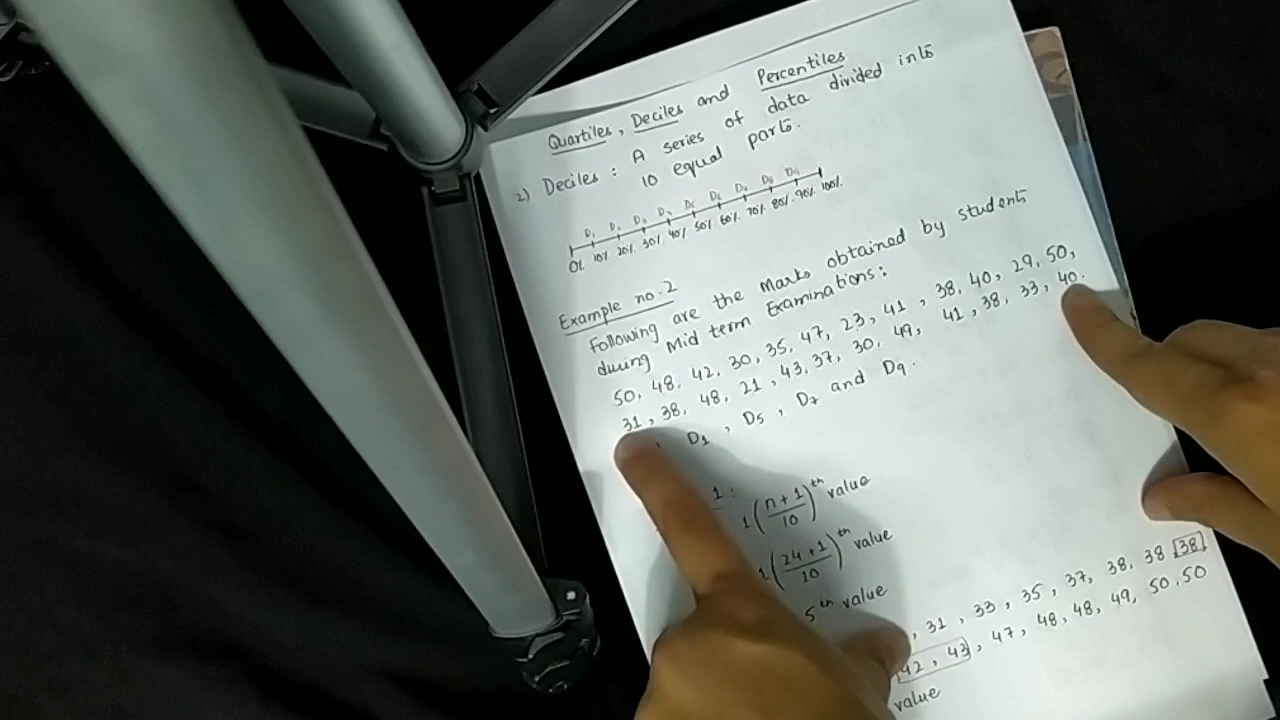 Quartiles, Deciles and Percentiles
2) Deciles : A series of data divided into
10 equal parts.
D1 D2 D3 D4 D5 D6 D7 D8 D9
0% 10% 20% 30% 40% 50% 60% 70% 80% 90% 100%
Example no. 2
Following are the Marks obtained by students
during Mid term Examinations:
50, 48, 42, 30, 35, 47, 23, 41, 38, 40, 29, 50,
31, 38, 48, 21, 43, 37, 30, 49, 41, 38, 33, 40.
, D1, D5, D7 and D9.
1 :
1(n+1/10)th value
1(24+1/10)th value
5th value
, 31, 33, 35, 37, 38, 38 38
42, 43, 47, 48, 48, 49, 50, 50
value